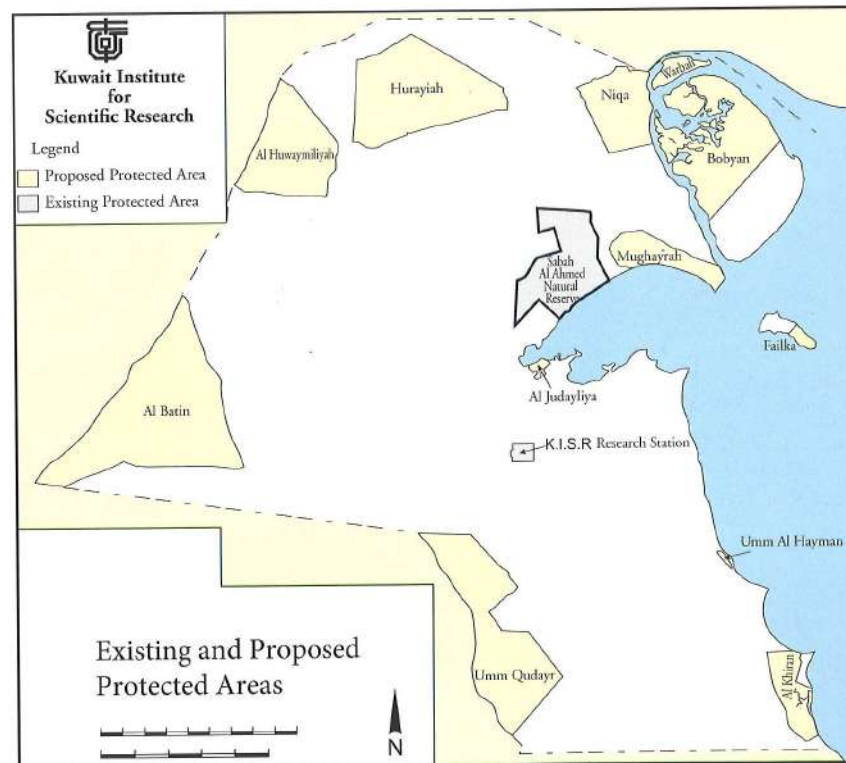 Kuwait Institute
for
Scientific Research
Legend
Proposed Protected Area
Existing Protected Area
Hurayiah
Al Huwaymiliyah
Niqa
Warbah
Bobyan
Sabah
Al Ahmed
Natural
Reserve
Mughayrah
Failka
Al Judayliya
Al Batin
K.I.S.R Research Station
Umm Al Hayman
Umm Qudayr
Al Khiran
Existing and Proposed
Protected Areas
N